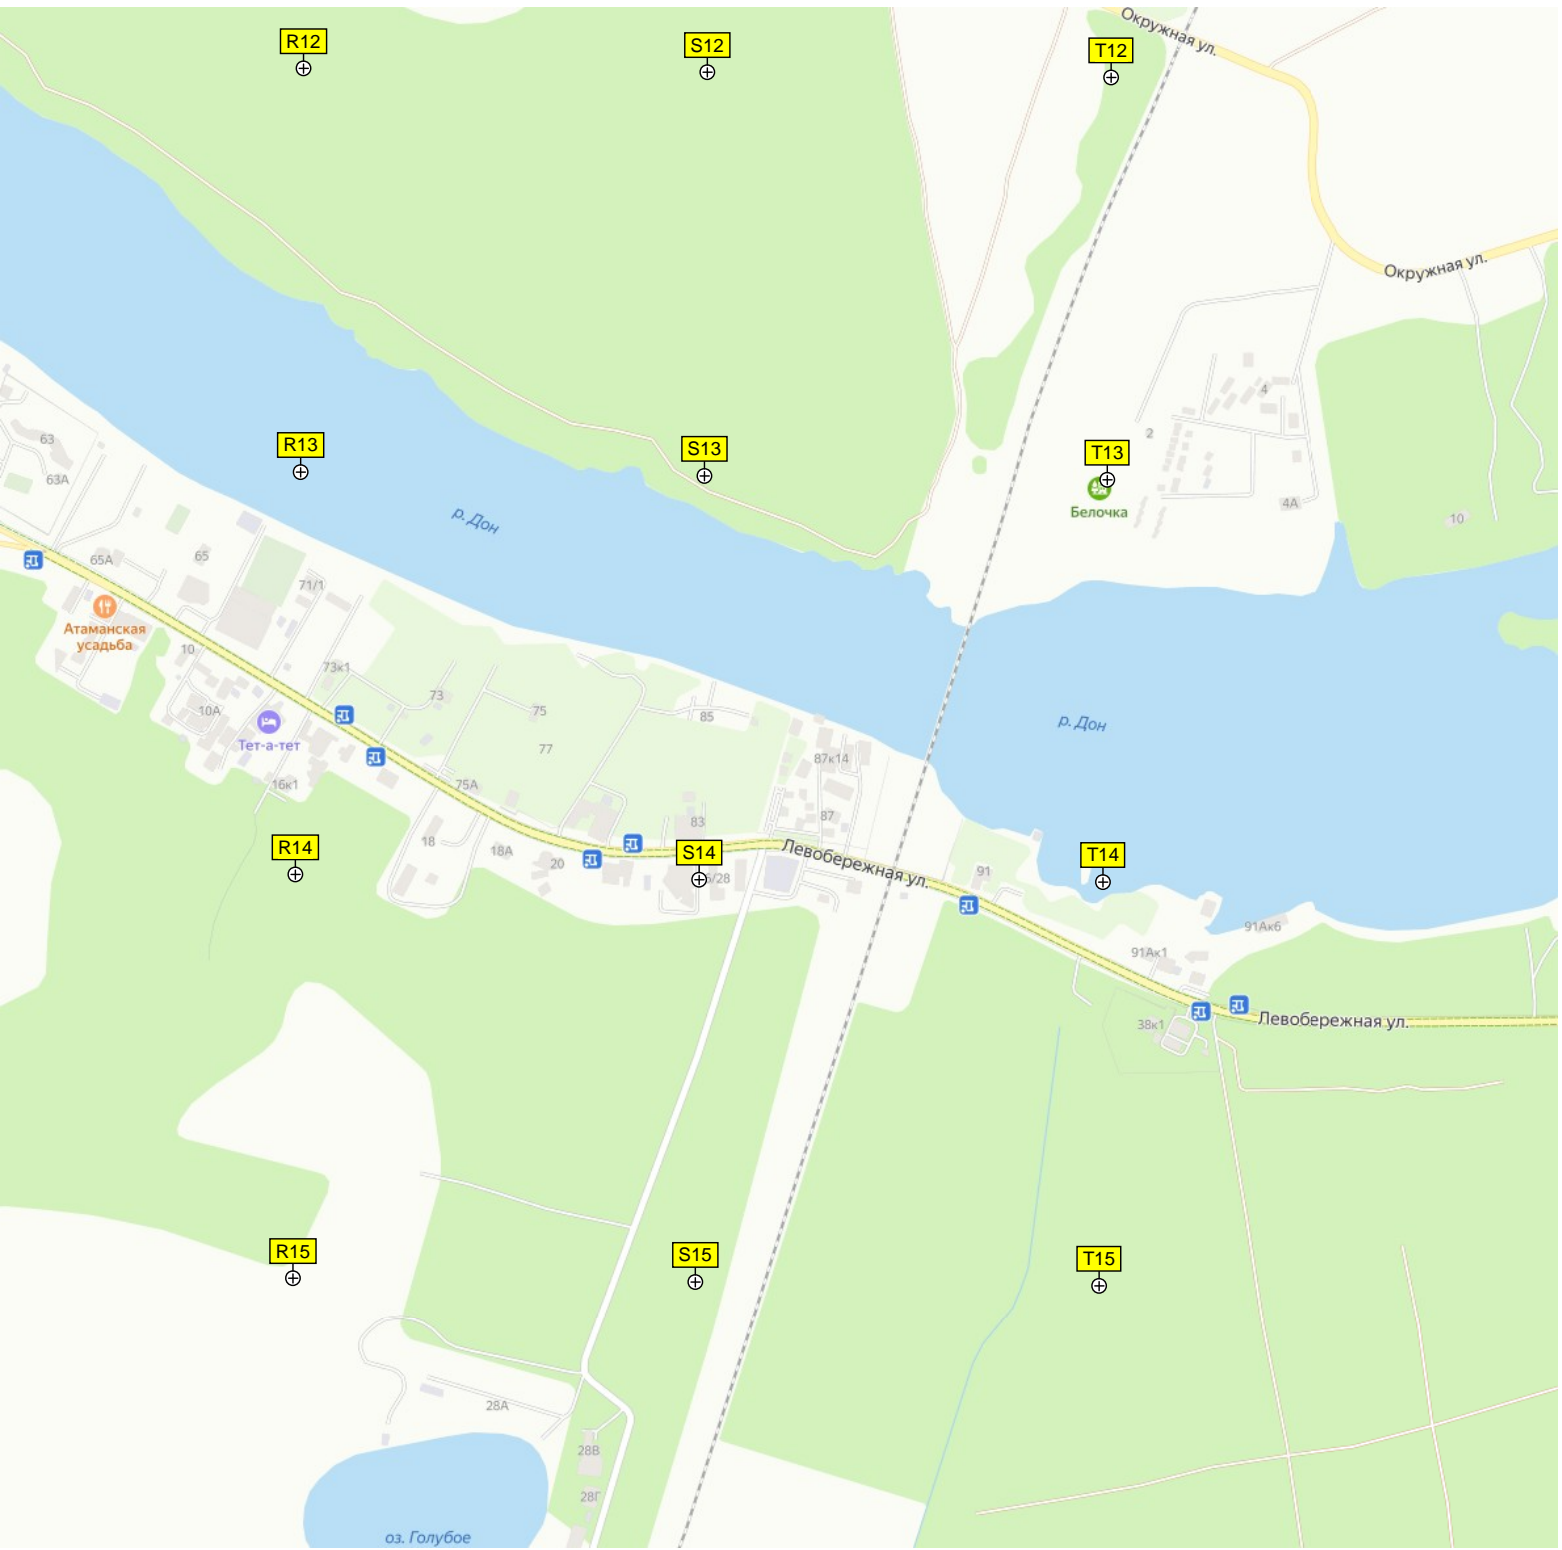 Окружная ул.
R12
S12
T12
Окружная ул.
4
2
63
R13
S13
T13
63А
4А
Белочка
10
р. Дон
65А
65
71/1
Атаманская
усадьба
10
73к1
73
75
85
р. Дон
10А
Тет-а-тет
77
87к14
16к1
75А
83
87
18
18А
20
R14
S14
Левобережная ул.
T14
91
91Ак6
91Ак1
38к1
Левобережная ул.
R15
S15
T15
28А
28В
28Г
оз. Голубое